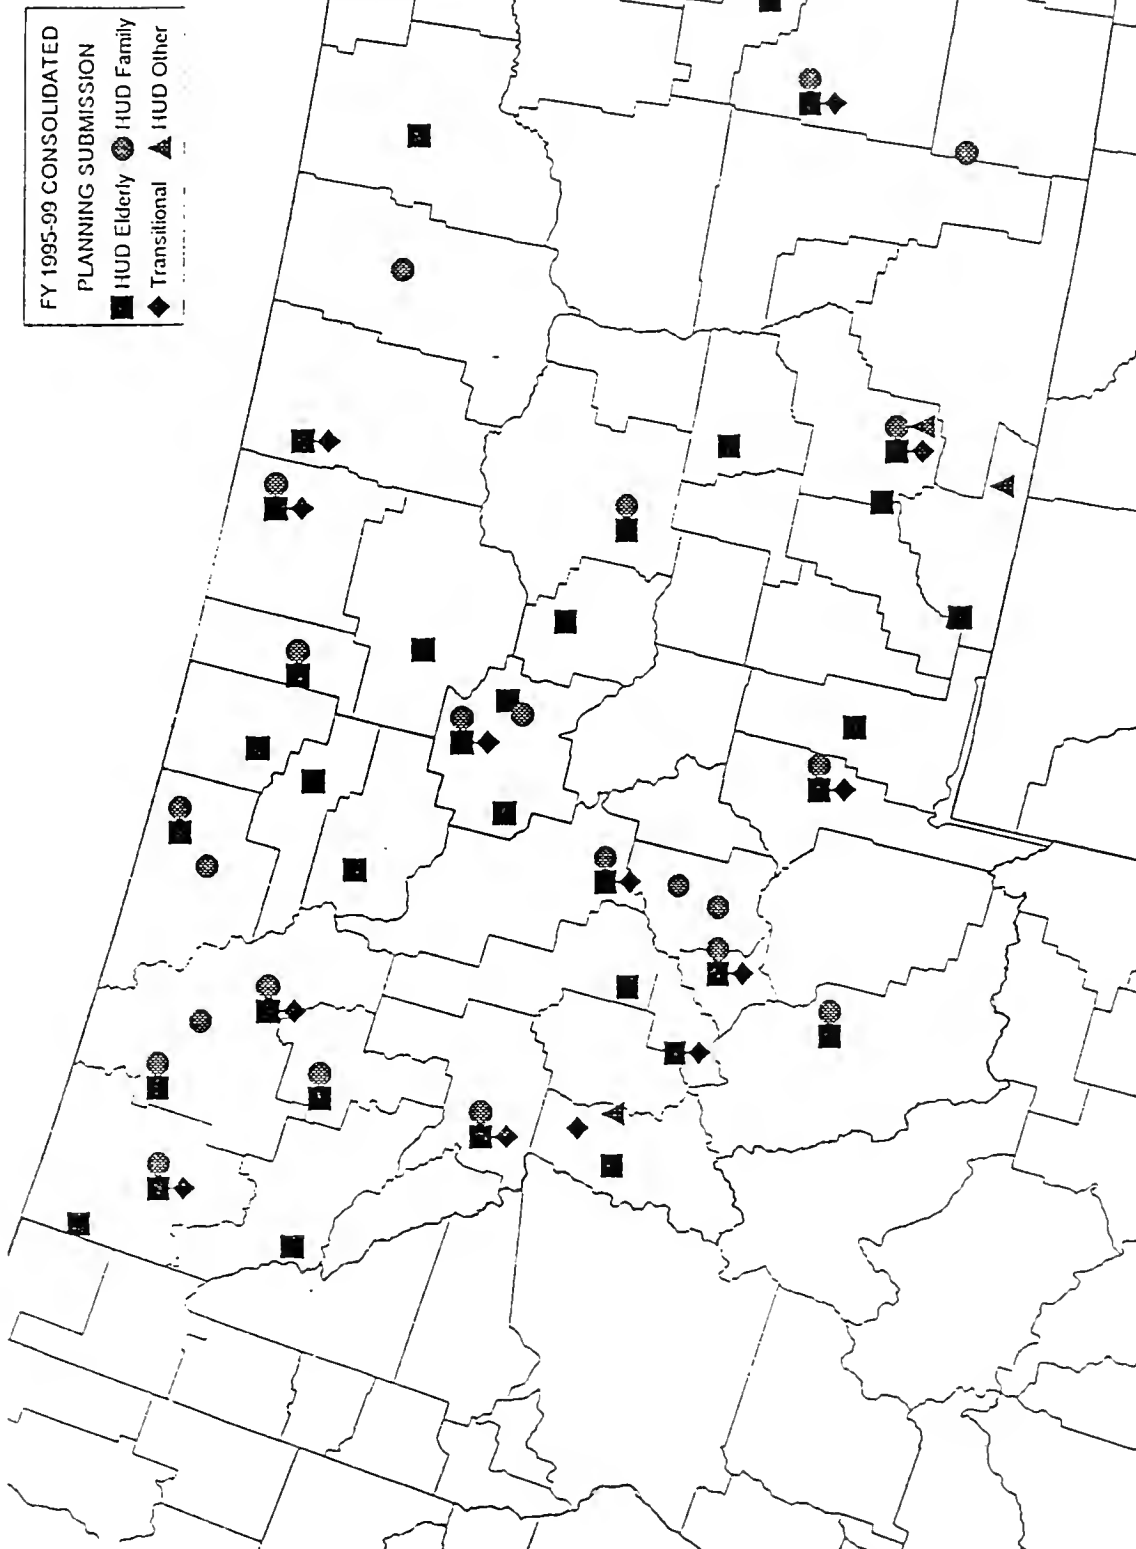 FY 1995-99 CONSOLIDATED
PLANNING SUBMISSION
HUD Elderly HUD Family
Transitional HUD Other